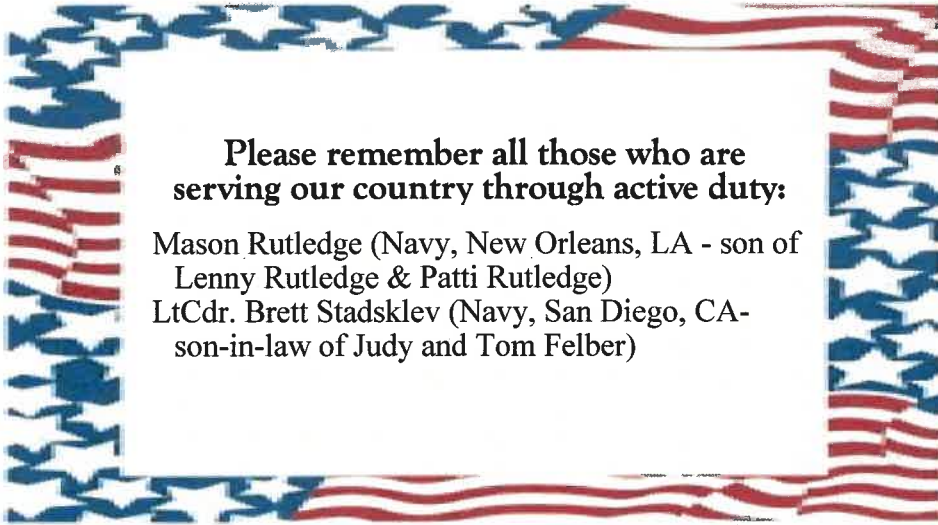 Please remember all those who are
serving our country through active duty:
Mason Rutledge (Navy, New Orleans, LA - son of
Lenny Rutledge & Patti Rutledge)
LtCdr. Brett Stadsklev (Navy, San Diego, CA-
son-in-law of Judy and Tom Felber)